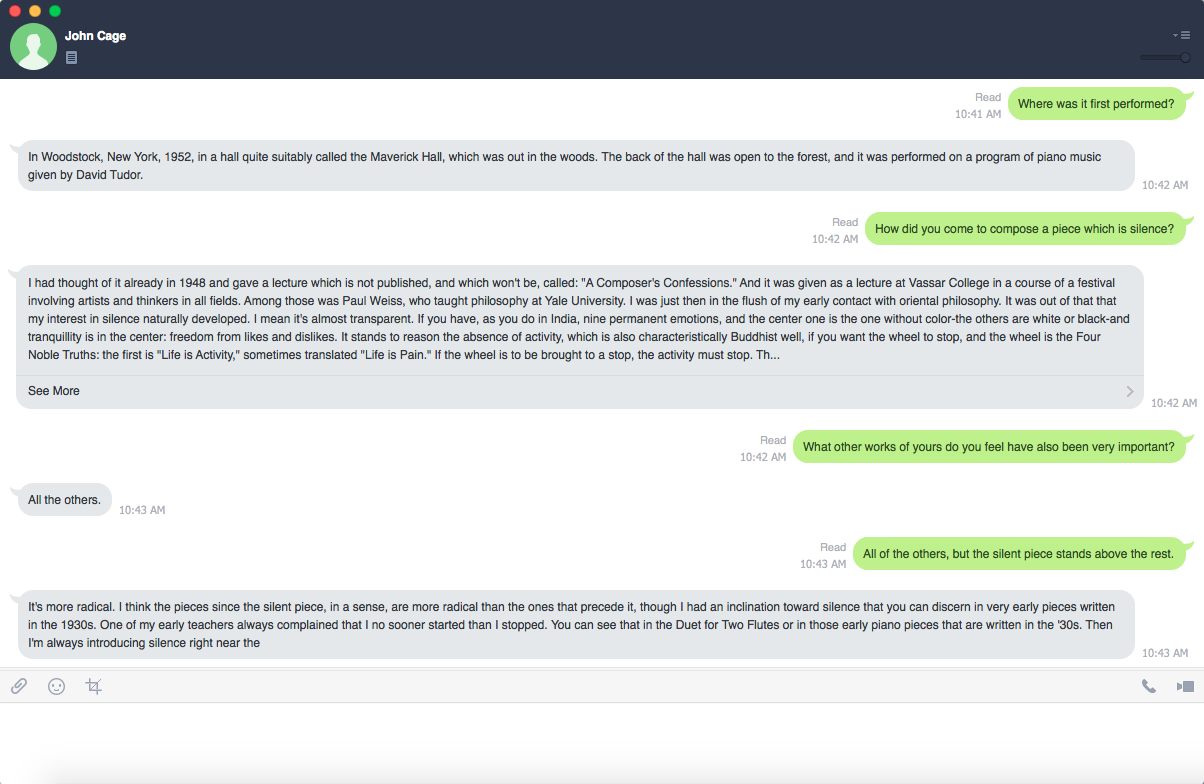 John Cage
Read
10:41 AM
Where was it first performed?
In Woodstock, New York, 1952, in a hall quite suitably called the Maverick Hall, which was out in the woods. The back of the hall was open to the forest, and it was performed on a program of piano music
given by David Tudor.
10:42 AM
Read
10:42 AM
How did you come to compose a piece which is silence?
I had thought of it already in 1948 and gave a lecture which is not published, and which won't be, called: "A Composer's Confessions." And it was given as a lecture at Vassar College in a course of a festival
involving artists and thinkers in all fields. Among those was Paul Weiss, who taught philosophy at Yale University. I was just then in the flush of my early contact with oriental philosophy. It was out of that that
my interest in silence naturally developed. I mean it's almost transparent. If you have, as you do in India, nine permanent emotions, and the center one is the one without color-the others are white or black-and
tranquillity is in the center: freedom from likes and dislikes. It stands to reason the absence of activity, which is also characteristically Buddhist well, if you want the wheel to stop, and the wheel is the Four
Noble Truths: the first is "Life is Activity," sometimes translated "Life is Pain." If the wheel is to be brought to a stop, the activity must stop. Th...
See More
10:42 AM
Read
10:42 AM
What other works of yours do you feel have also been very important?
All the others.
10:43 AM
Read
10:43 AM
All of the others, but the silent piece stands above the rest.
It's more radical. I think the pieces since the silent piece, in a sense, are more radical than the ones that precede it, though I had an inclination toward silence that you can discern in very early pieces written
in the 1930s. One of my early teachers always complained that I no sooner started than I stopped. You can see that in the Duet for Two Flutes or in those early piano pieces that are written in the '30s. Then
I'm always introducing silence right near the
10:43 AM